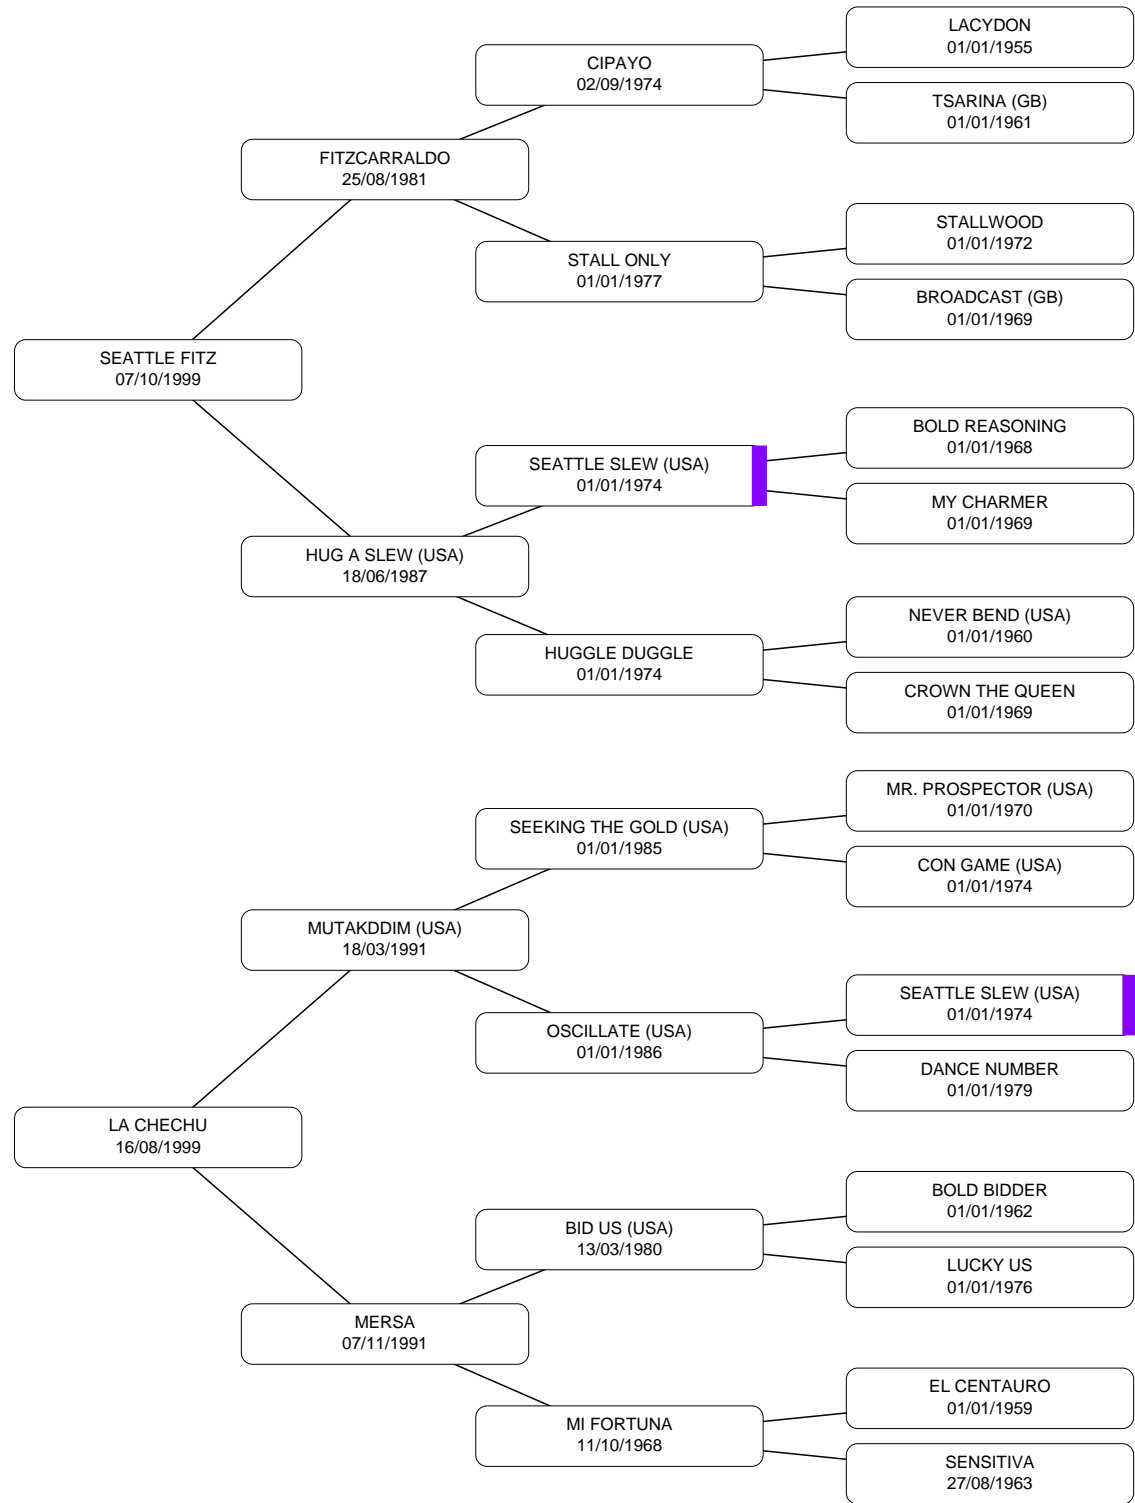 LACYDON
01/01/1955
CIPAYO
02/09/1974
TSARINA (GB)
01/01/1961
FITZCARRALDO
25/08/1981
STALLWOOD
01/01/1972
STALL ONLY
01/01/1977
BROADCAST (GB)
01/01/1969
SEATTLE FITZ
07/10/1999
BOLD REASONING
01/01/1968
SEATTLE SLEW (USA)
01/01/1974
MY CHARMER
01/01/1969
HUG A SLEW (USA)
18/06/1987
NEVER BEND (USA)
01/01/1960
HUGGLE DUGGLE
01/01/1974
CROWN THE QUEEN
01/01/1969
MR. PROSPECTOR (USA)
01/01/1970
SEEKING THE GOLD (USA)
01/01/1985
CON GAME (USA)
01/01/1974
MUTAKDDIM (USA)
18/03/1991
SEATTLE SLEW (USA)
01/01/1974
OSCILLATE (USA)
01/01/1986
DANCE NUMBER
01/01/1979
LA CHECHU
16/08/1999
BOLD BIDDER
01/01/1962
BID US (USA)
13/03/1980
LUCKY US
01/01/1976
MERSA
07/11/1991
EL CENTAURO
01/01/1959
MI FORTUNA
11/10/1968
SENSITIVA
27/08/1963